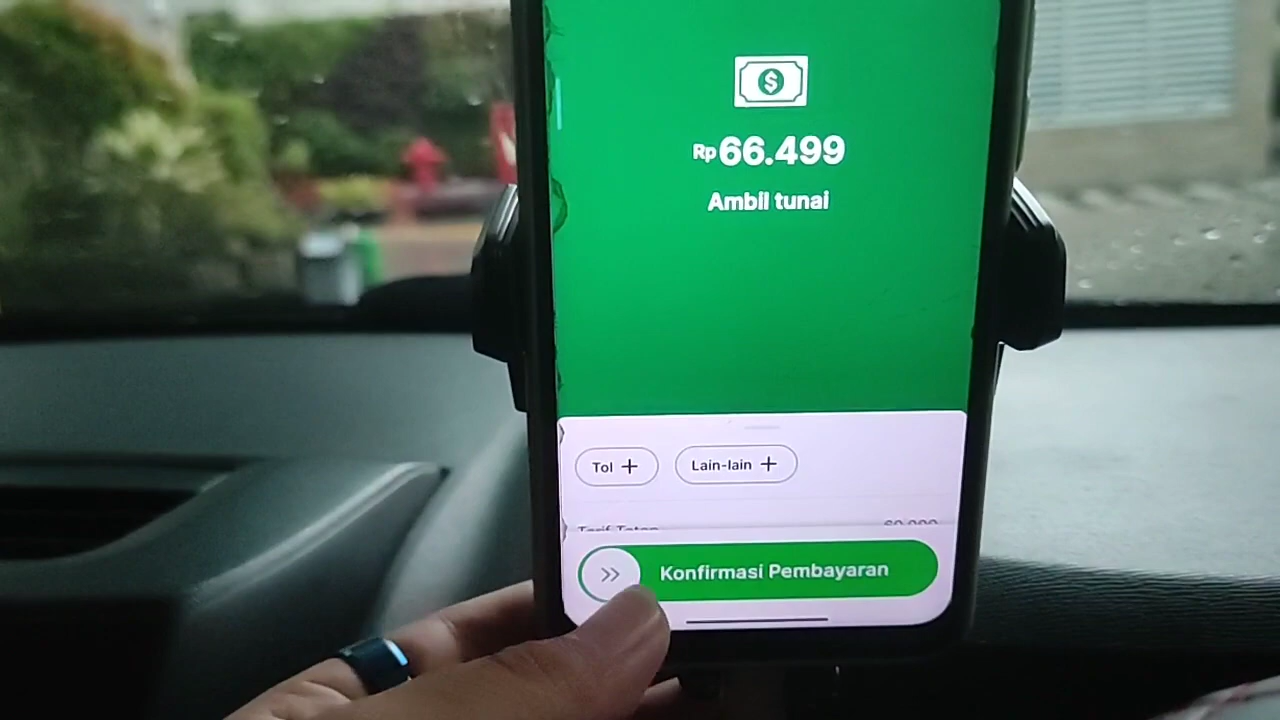 Rp66.499
Ambil tunai
Tol +
Lain-lain +
Konfirmasi Pembayaran